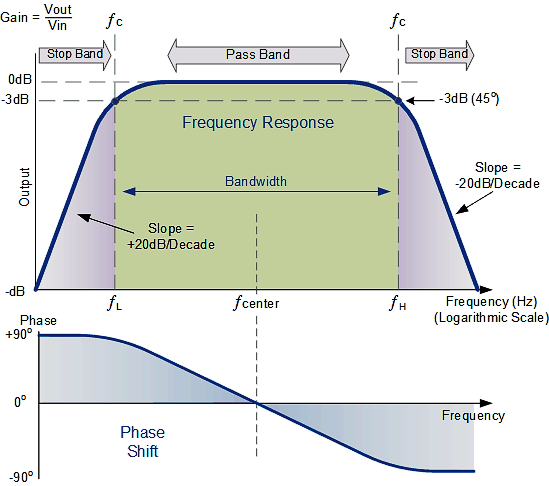 Gain = Vout/Vin
fc
fc
Stop Band
Pass Band
Stop Band
0dB
-3dB
-3dB (45°)
Frequency Response
Output
Bandwidth
Slope =
-20dB/Decade
Slope =
+20dB/Decade
-dB
fL
fcenter
fH
Frequency (Hz)
(Logarithmic Scale)
Phase
+90°
0°
Frequency
Phase
Shift
-90°